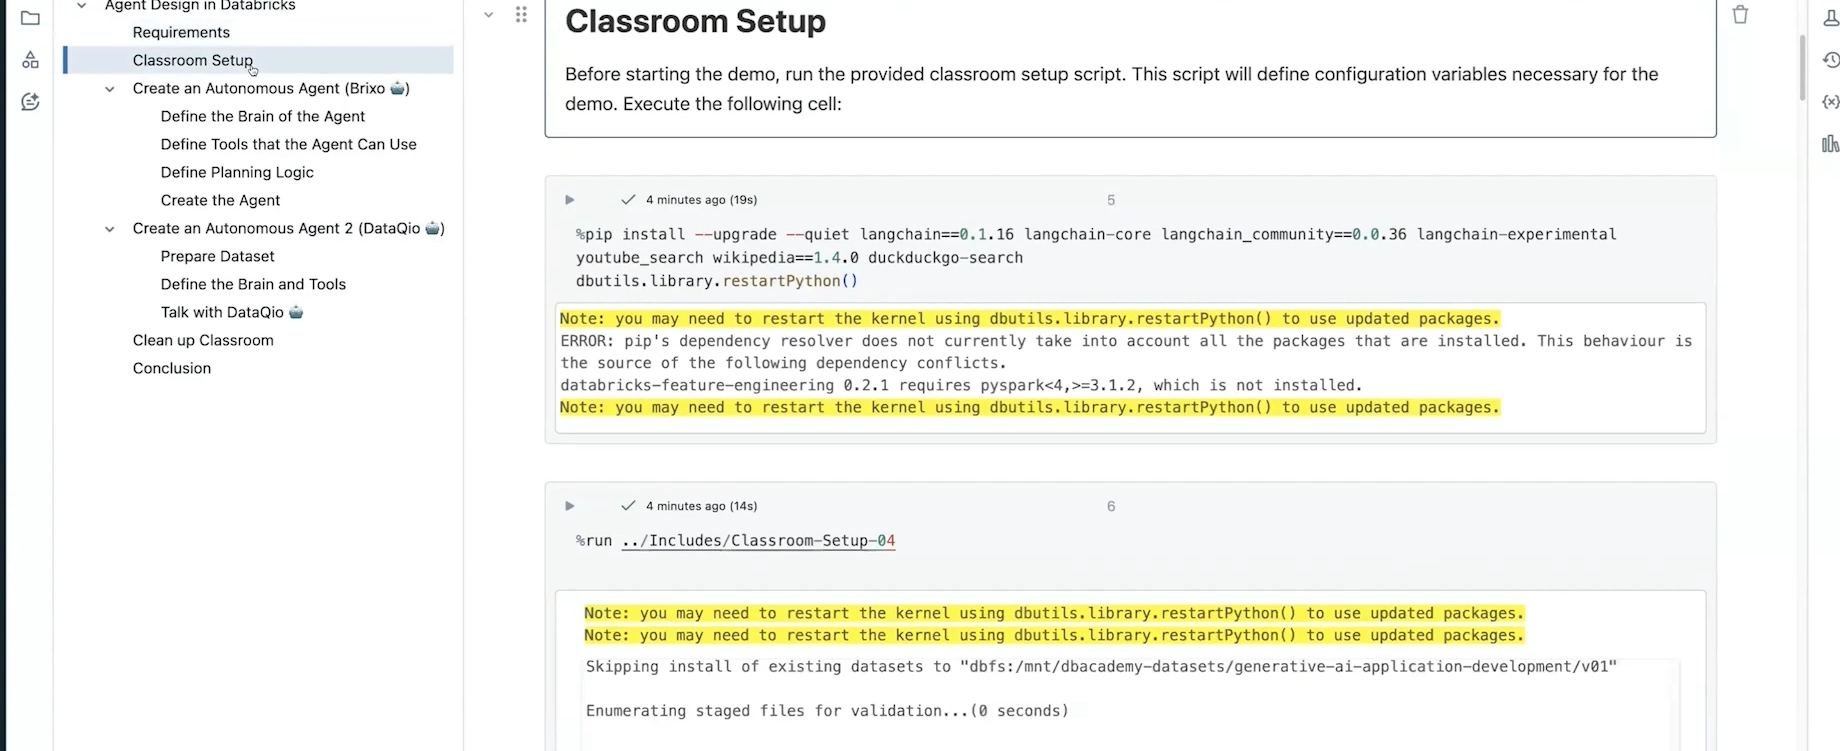 Agent Design in Databricks
Requirements
Classroom Setup
Create an Autonomous Agent (Brixo 🤖)
Define the Brain of the Agent
Define Tools that the Agent Can Use
Define Planning Logic
Create the Agent
Create an Autonomous Agent 2 (DataQio 🤖)
Prepare Dataset
Define the Brain and Tools
Talk with DataQio 🤖
Clean up Classroom
Conclusion
Classroom Setup
Before starting the demo, run the provided classroom setup script. This script will define configuration variables necessary for the
demo. Execute the following cell:
4 minutes ago (19s)
5
%pip install --upgrade --quiet langchain==0.1.16 langchain-core langchain_community==0.0.36 langchain-experimental
youtube_search wikipedia==1.4.0 duckduckgo-search
dbutils.library.restartPython()
Note: you may need to restart the kernel using dbutils.library.restartPython() to use updated packages.
ERROR: pip's dependency resolver does not currently take into account all the packages that are installed. This behaviour is
the source of the following dependency conflicts.
databricks-feature-engineering 0.2.1 requires pyspark<4,>=3.1.2, which is not installed.
Note: you may need to restart the kernel using dbutils.library.restartPython() to use updated packages.
4 minutes ago (14s)
6
%run ../Includes/Classroom-Setup-04
Note: you may need to restart the kernel using dbutils.library.restartPython() to use updated packages.
Note: you may need to restart the kernel using dbutils.library.restartPython() to use updated packages.
Skipping install of existing datasets to "dbfs:/mnt/dbacademy-datasets/generative-ai-application-development/v01"
Enumerating staged files for validation...(0 seconds)